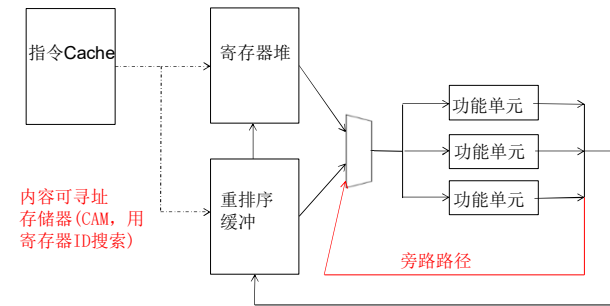 指令Cache
寄存器堆
功能单元
功能单元
重排序
缓冲
功能单元
内容可寻址
存储器(CAM，用
寄存器ID搜索)
旁路路径